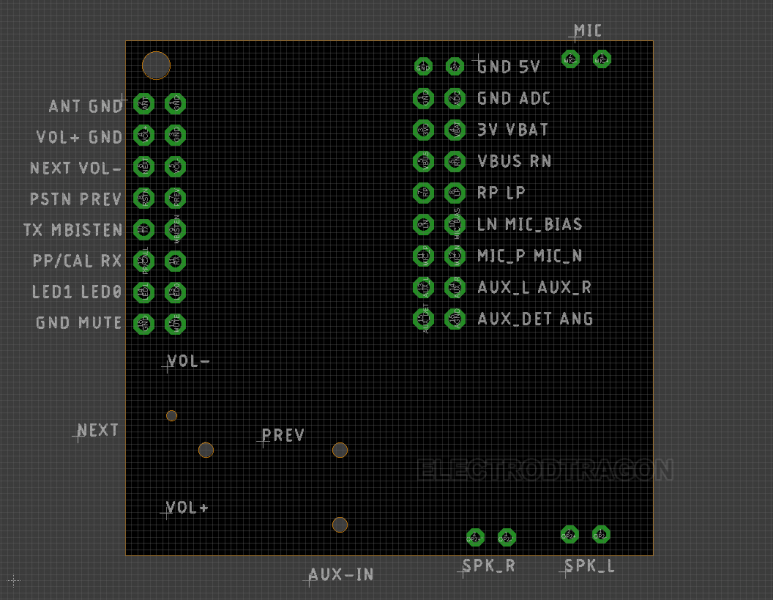 MIC
GND 5V
ANT GND
GND ADC
VOL+ GND
3V VBAT
NEXT VOL-
VBUS RN
PSTN PREV
RP LP
TX MBISTEN
LN MIC_BIAS
PP/CAL RX
MIC_P MIC_N
LED1 LED0
AUX_L AUX_R
GND MUTE
AUX_DET ANG
VOL-
NEXT
PREV
ELECTRODTRAGON
VOL+
SPK_R
SPK_L
AUX-IN